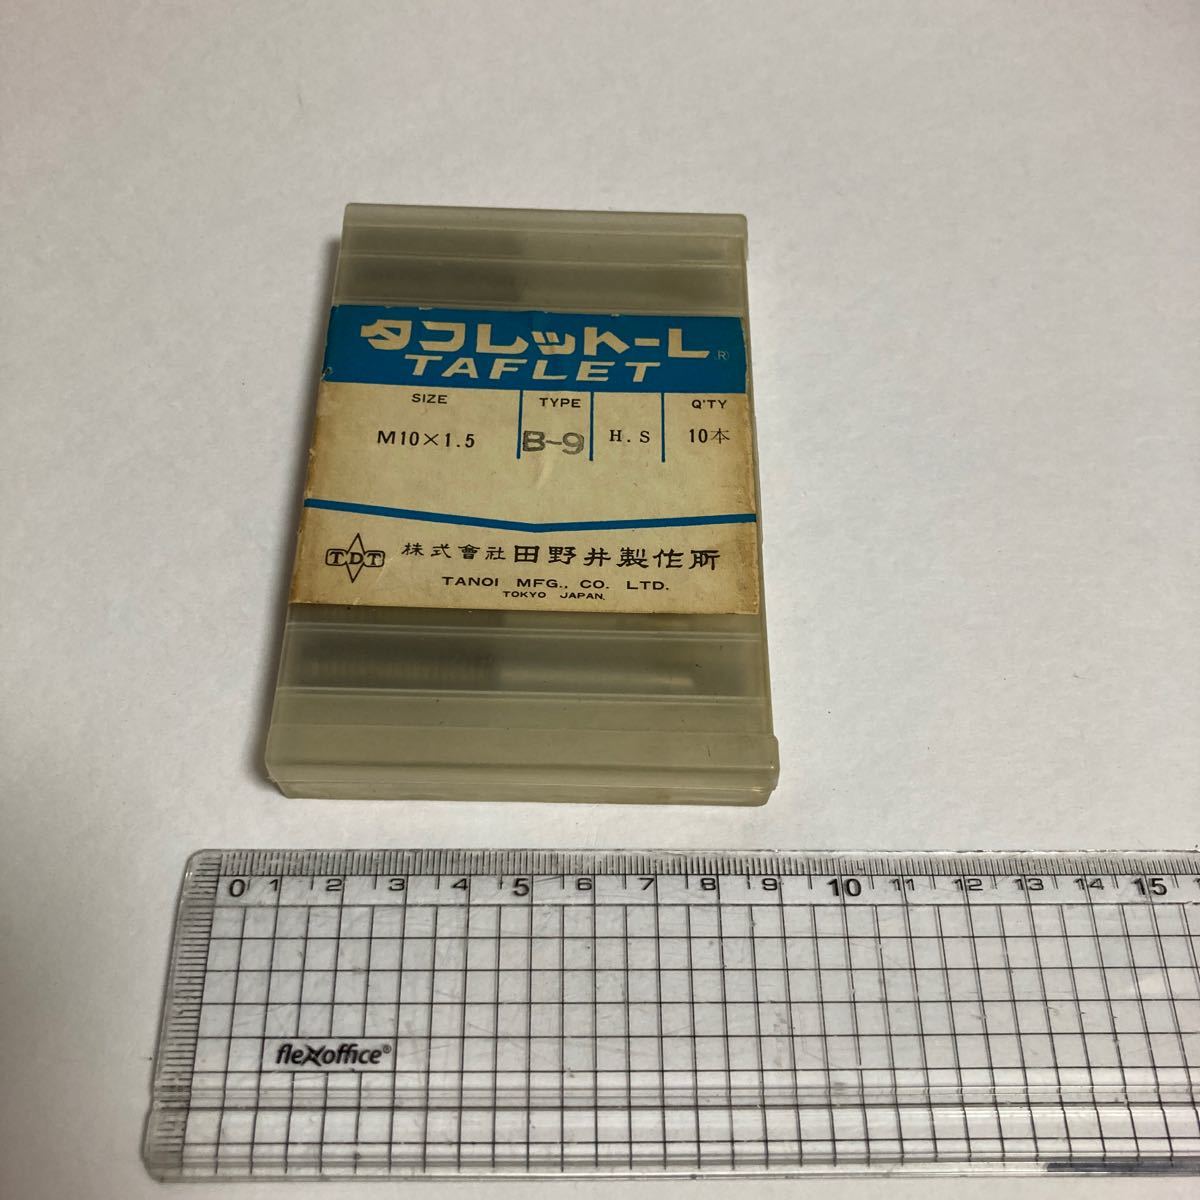 タフレット-L ®
TAFLET
SIZE TYPE Q'TY
M10×1.5 B-9 H.S 10本
TDT 株式會社 田野井製作所
TANOI MFG., CO. LTD.
TOKYO JAPAN.
0 1 2 3 4 5 6 7 8 9 10 11 12 13 14 15
flexoffice®